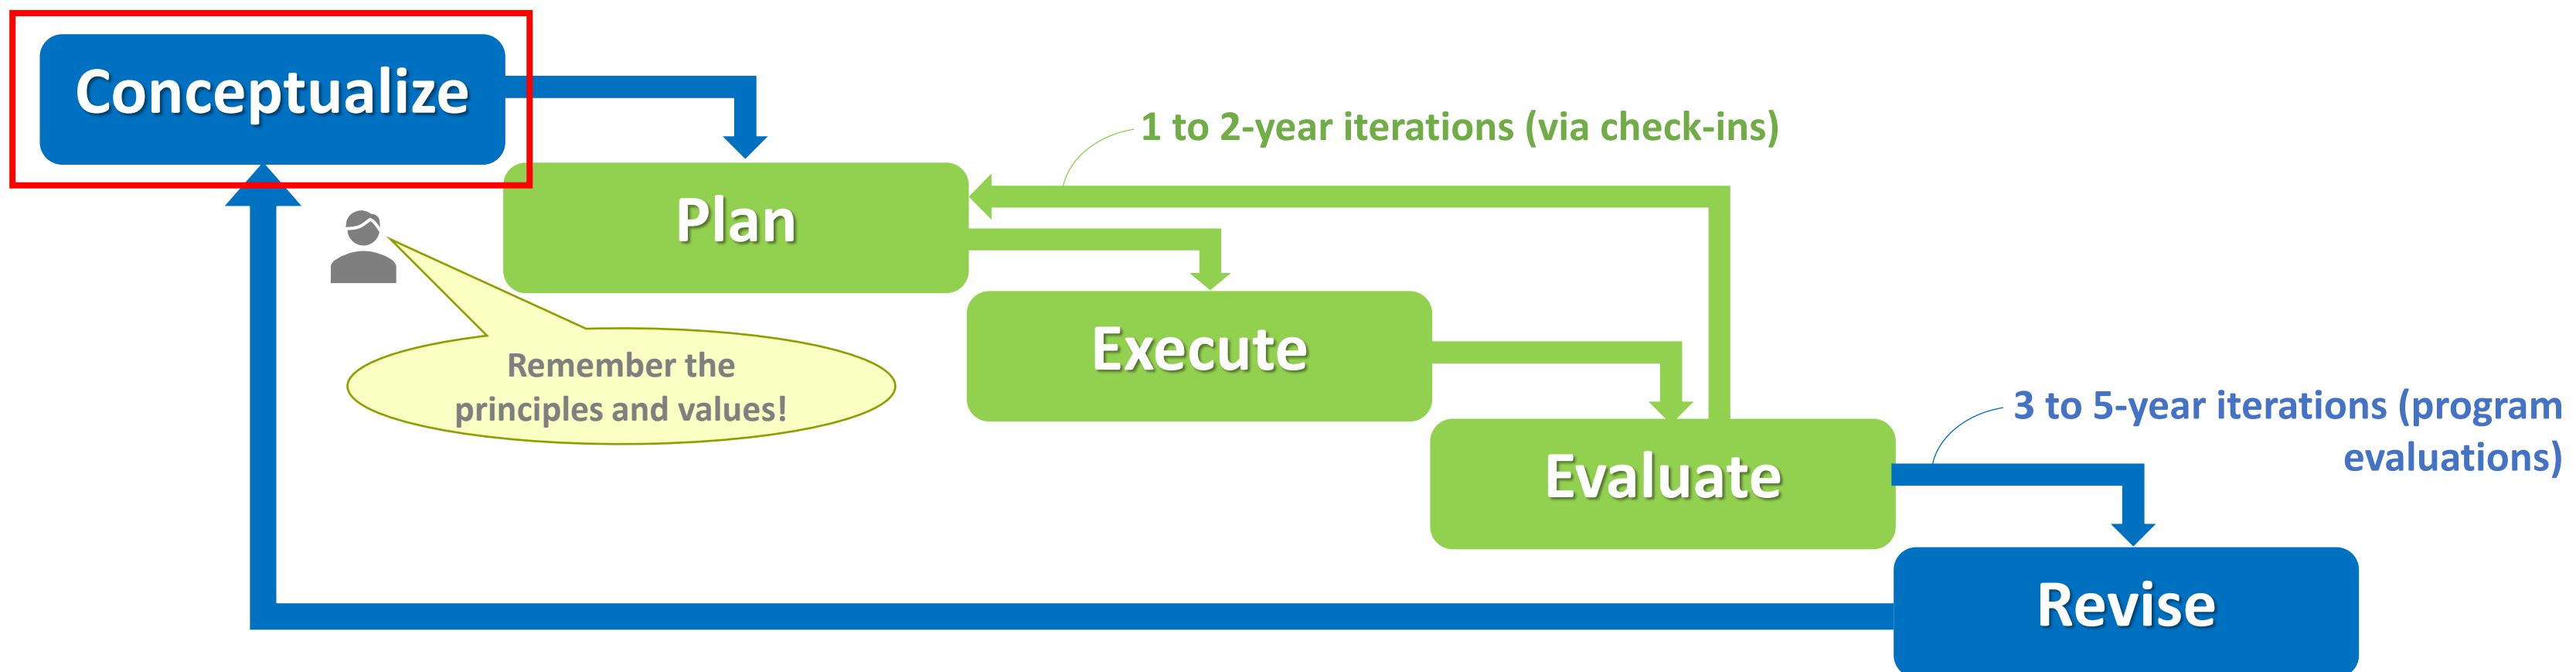 Conceptualize
1 to 2-year iterations (via check-ins)
Plan
Execute
Remember the
principles and values!
3 to 5-year iterations (program
evaluations)
Evaluate
Revise